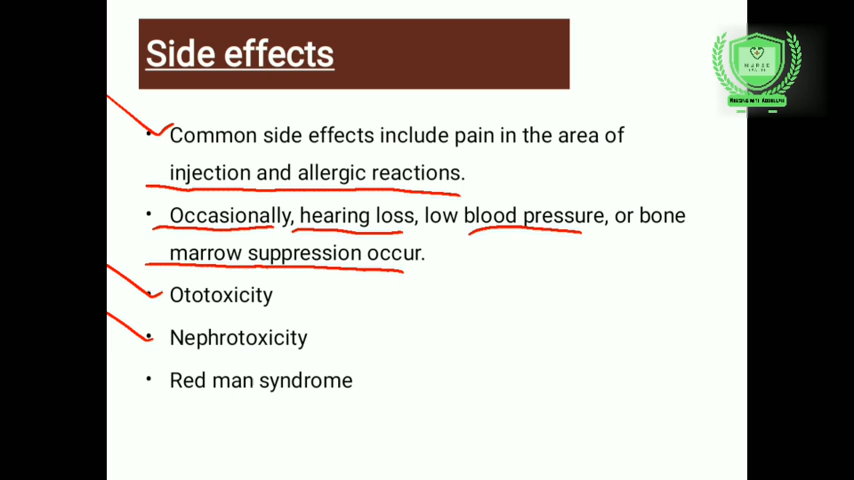 Side effects
• Common side effects include pain in the area of
injection and allergic reactions.
• Occasionally, hearing loss, low blood pressure, or bone
marrow suppression occur.
• Ototoxicity
• Nephrotoxicity
• Red man syndrome
NURSE